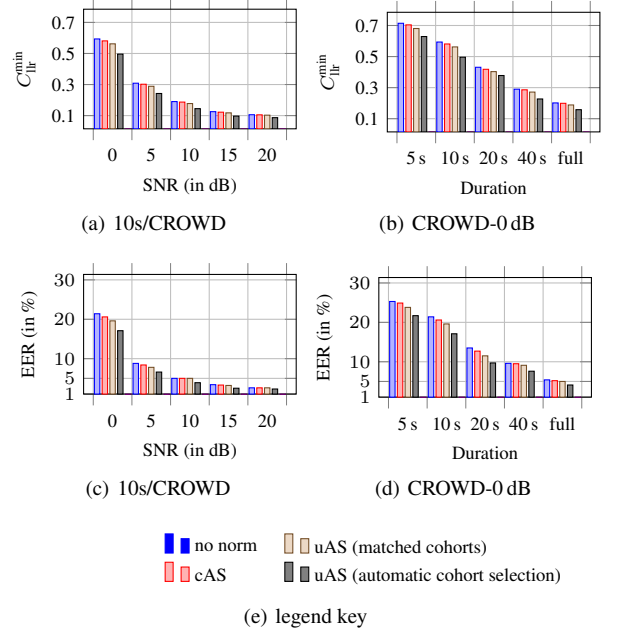 0.7
0.5
0.3
0.1
C_llr^min
0 5 10 15 20
SNR (in dB)
(a) 10s/CROWD
0.7
0.5
0.3
0.1
C_llr^min
5 s 10 s 20 s 40 s full
Duration
(b) CROWD-0 dB
30
20
10
5
1
EER (in %)
0 5 10 15 20
SNR (in dB)
(c) 10s/CROWD
30
20
10
5
1
EER (in %)
5 s 10 s 20 s 40 s full
Duration
(d) CROWD-0 dB
no norm uAS (matched cohorts)
cAS uAS (automatic cohort selection)
(e) legend key